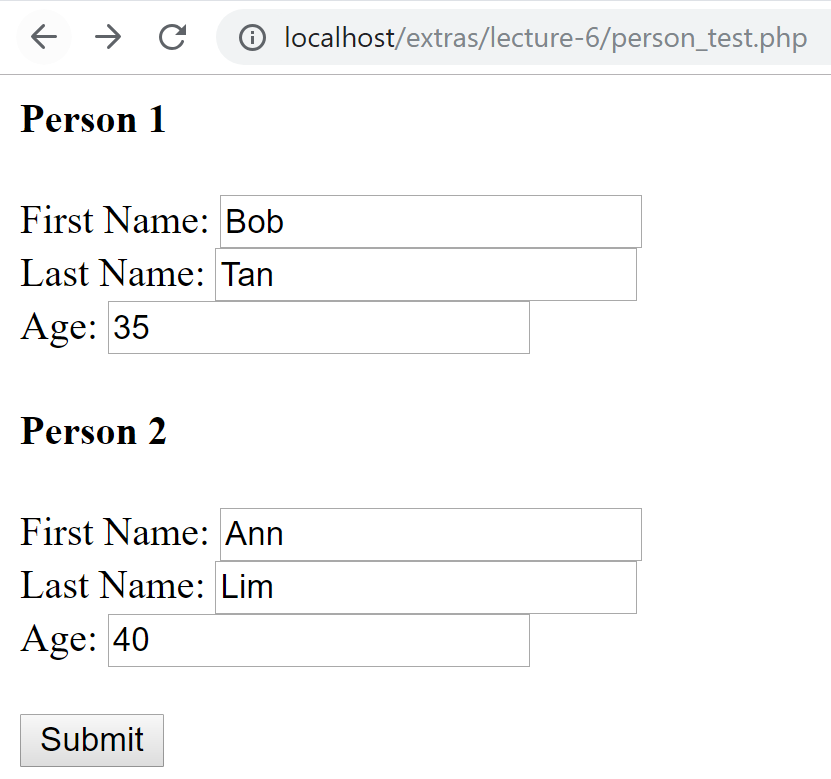 localhost/extras/lecture-6/person_test.php
Person 1
First Name: Bob
Last Name: Tan
Age: 35
Person 2
First Name: Ann
Last Name: Lim
Age: 40
Submit